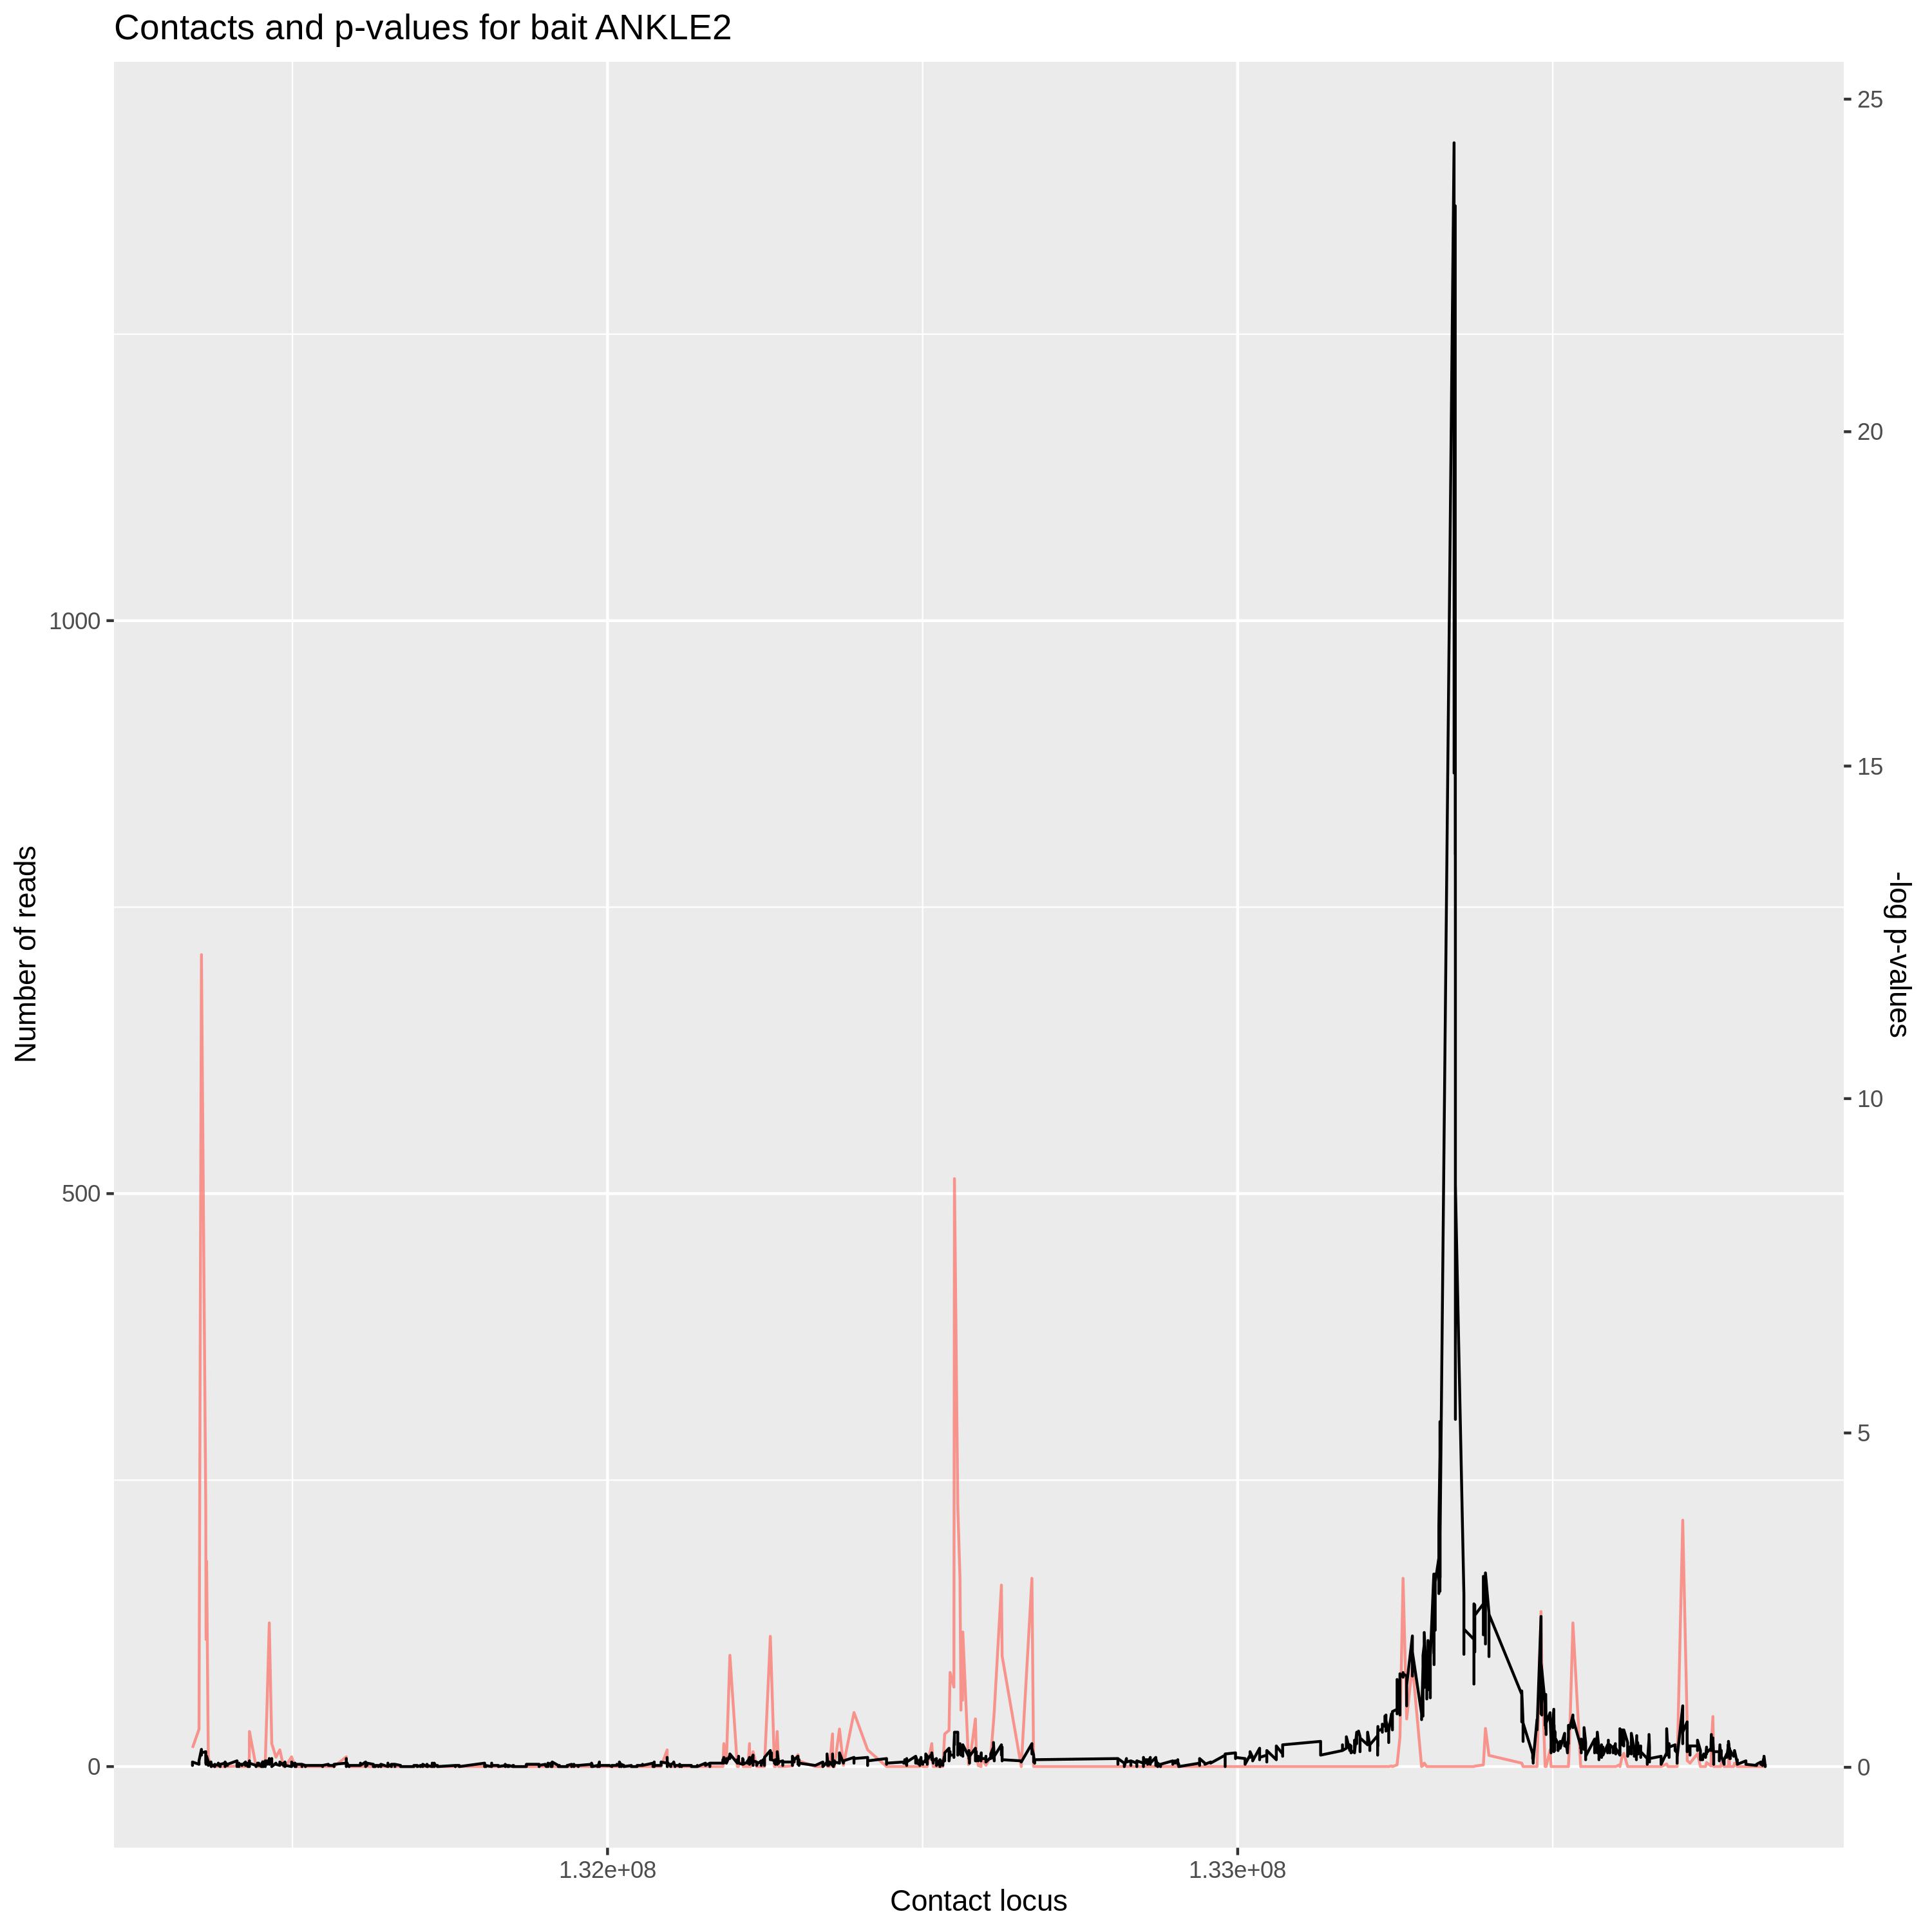 Contacts and p-values for bait ANKLE2
Number of reads
1000
500
0
25
20
15
10
5
0
-log p-values
1.32e+08
1.33e+08
Contact locus